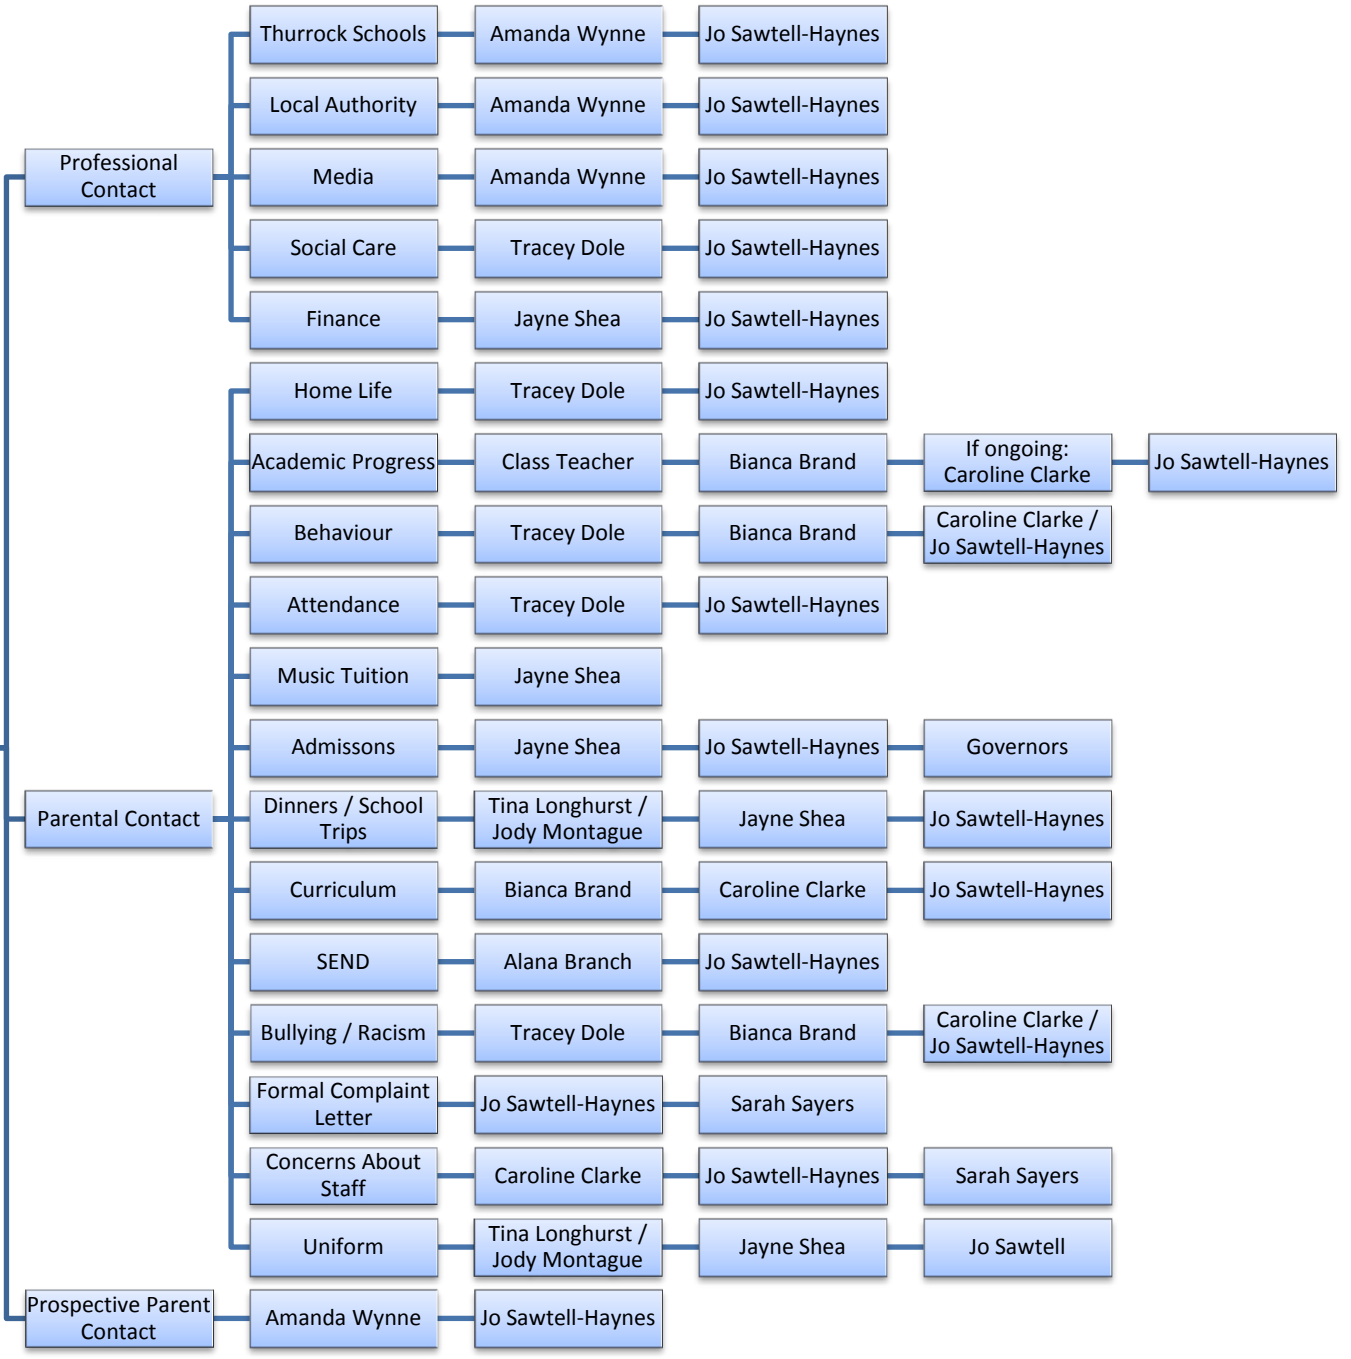 Thurrock Schools
Amanda Wynne
Jo Sawtell-Haynes
Local Authority
Amanda Wynne
Jo Sawtell-Haynes
Professional
Contact
Media
Amanda Wynne
Jo Sawtell-Haynes
Social Care
Tracey Dole
Jo Sawtell-Haynes
Finance
Jayne Shea
Jo Sawtell-Haynes
Home Life
Tracey Dole
Jo Sawtell-Haynes
Academic Progress
Class Teacher
Bianca Brand
If ongoing:
Caroline Clarke
Jo Sawtell-Haynes
Behaviour
Tracey Dole
Bianca Brand
Caroline Clarke /
Jo Sawtell-Haynes
Attendance
Tracey Dole
Jo Sawtell-Haynes
Music Tuition
Jayne Shea
Admissons
Jayne Shea
Jo Sawtell-Haynes
Governors
Parental Contact
Dinners / School
Trips
Tina Longhurst /
Jody Montague
Jayne Shea
Jo Sawtell-Haynes
Curriculum
Bianca Brand
Caroline Clarke
Jo Sawtell-Haynes
SEND
Alana Branch
Jo Sawtell-Haynes
Bullying / Racism
Tracey Dole
Bianca Brand
Caroline Clarke /
Jo Sawtell-Haynes
Formal Complaint
Letter
Jo Sawtell-Haynes
Sarah Sayers
Concerns About
Staff
Caroline Clarke
Jo Sawtell-Haynes
Sarah Sayers
Uniform
Tina Longhurst /
Jody Montague
Jayne Shea
Jo Sawtell
Prospective Parent
Contact
Amanda Wynne
Jo Sawtell-Haynes